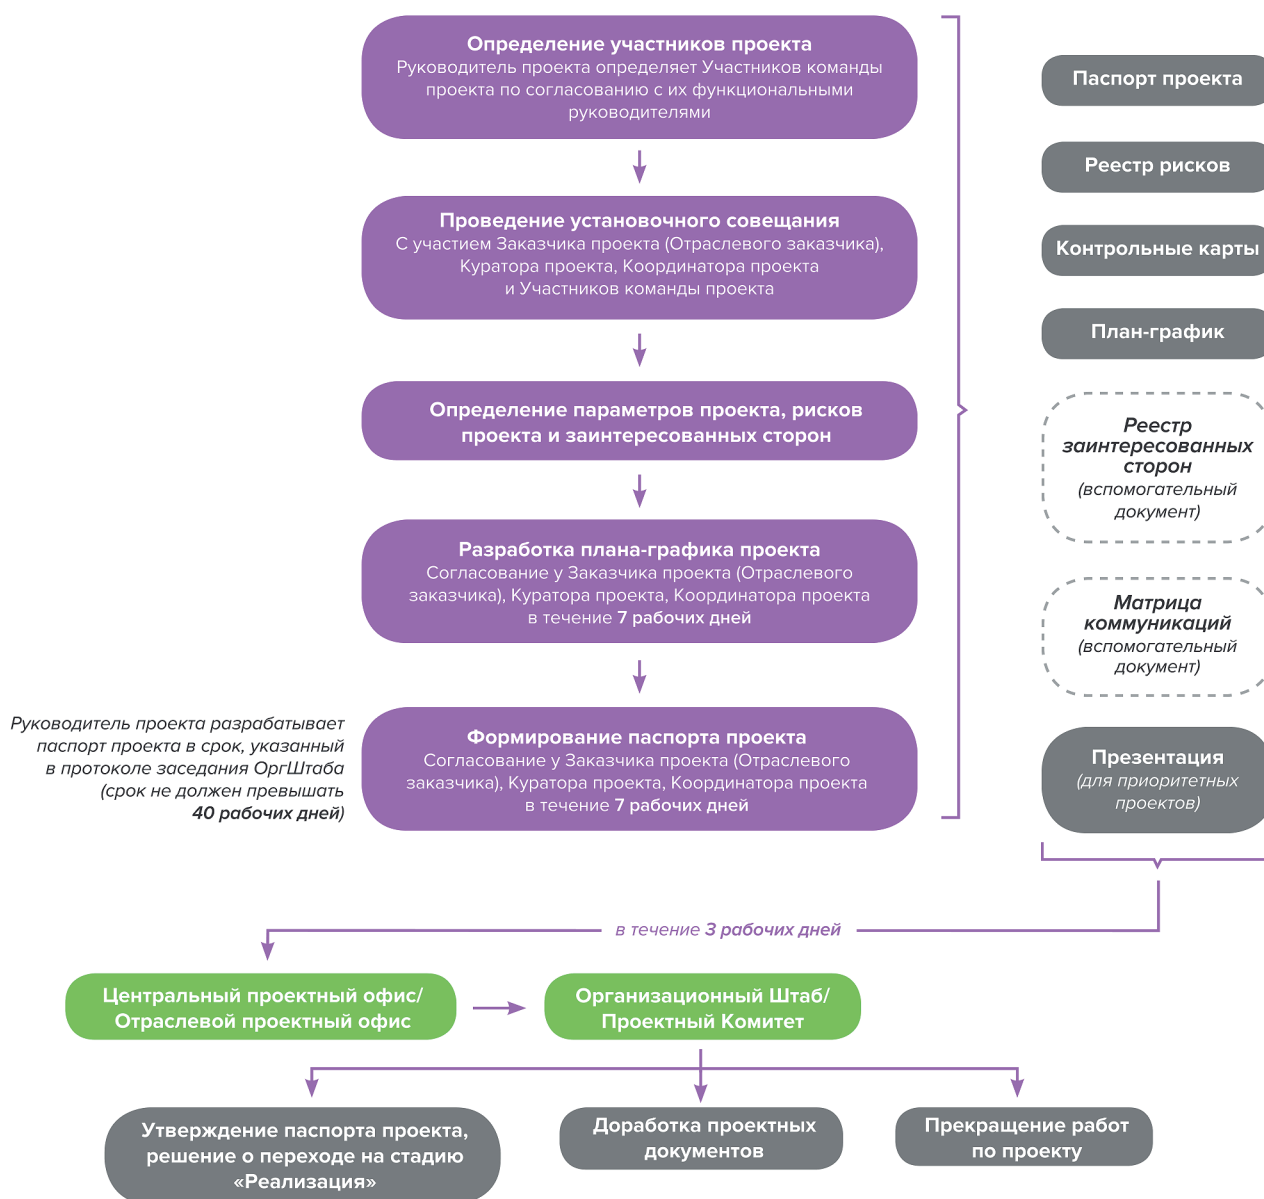 Определение участников проекта
Руководитель проекта определяет Участников команды
проекта по согласованию с их функциональными
руководителями
Проведение установочного совещания
С участием Заказчика проекта (Отраслевого заказчика),
Куратора проекта, Координатора проекта
и Участников команды проекта
Определение параметров проекта, рисков
проекта и заинтересованных сторон
Разработка плана-графика проекта
Согласование у Заказчика проекта (Отраслевого
заказчика), Куратора проекта, Координатора проекта
в течение 7 рабочих дней
Руководитель проекта разрабатывает
паспорт проекта в срок, указанный
в протоколе заседания ОргШтаба
(срок не должен превышать
40 рабочих дней)
Формирование паспорта проекта
Согласование у Заказчика проекта (Отраслевого
заказчика), Куратора проекта, Координатора проекта
в течение 7 рабочих дней
Паспорт проекта
Реестр рисков
Контрольные карты
План-график
Реестр
заинтересованных
сторон
(вспомогательный
документ)
Матрица
коммуникаций
(вспомогательный
документ)
Презентация
(для приоритетных
проектов)
в течение 3 рабочих дней
Центральный проектный офис/
Отраслевой проектный офис
Организационный Штаб/
Проектный Комитет
Утверждение паспорта проекта,
решение о переходе на стадию
«Реализация»
Доработка проектных
документов
Прекращение работ
по проекту